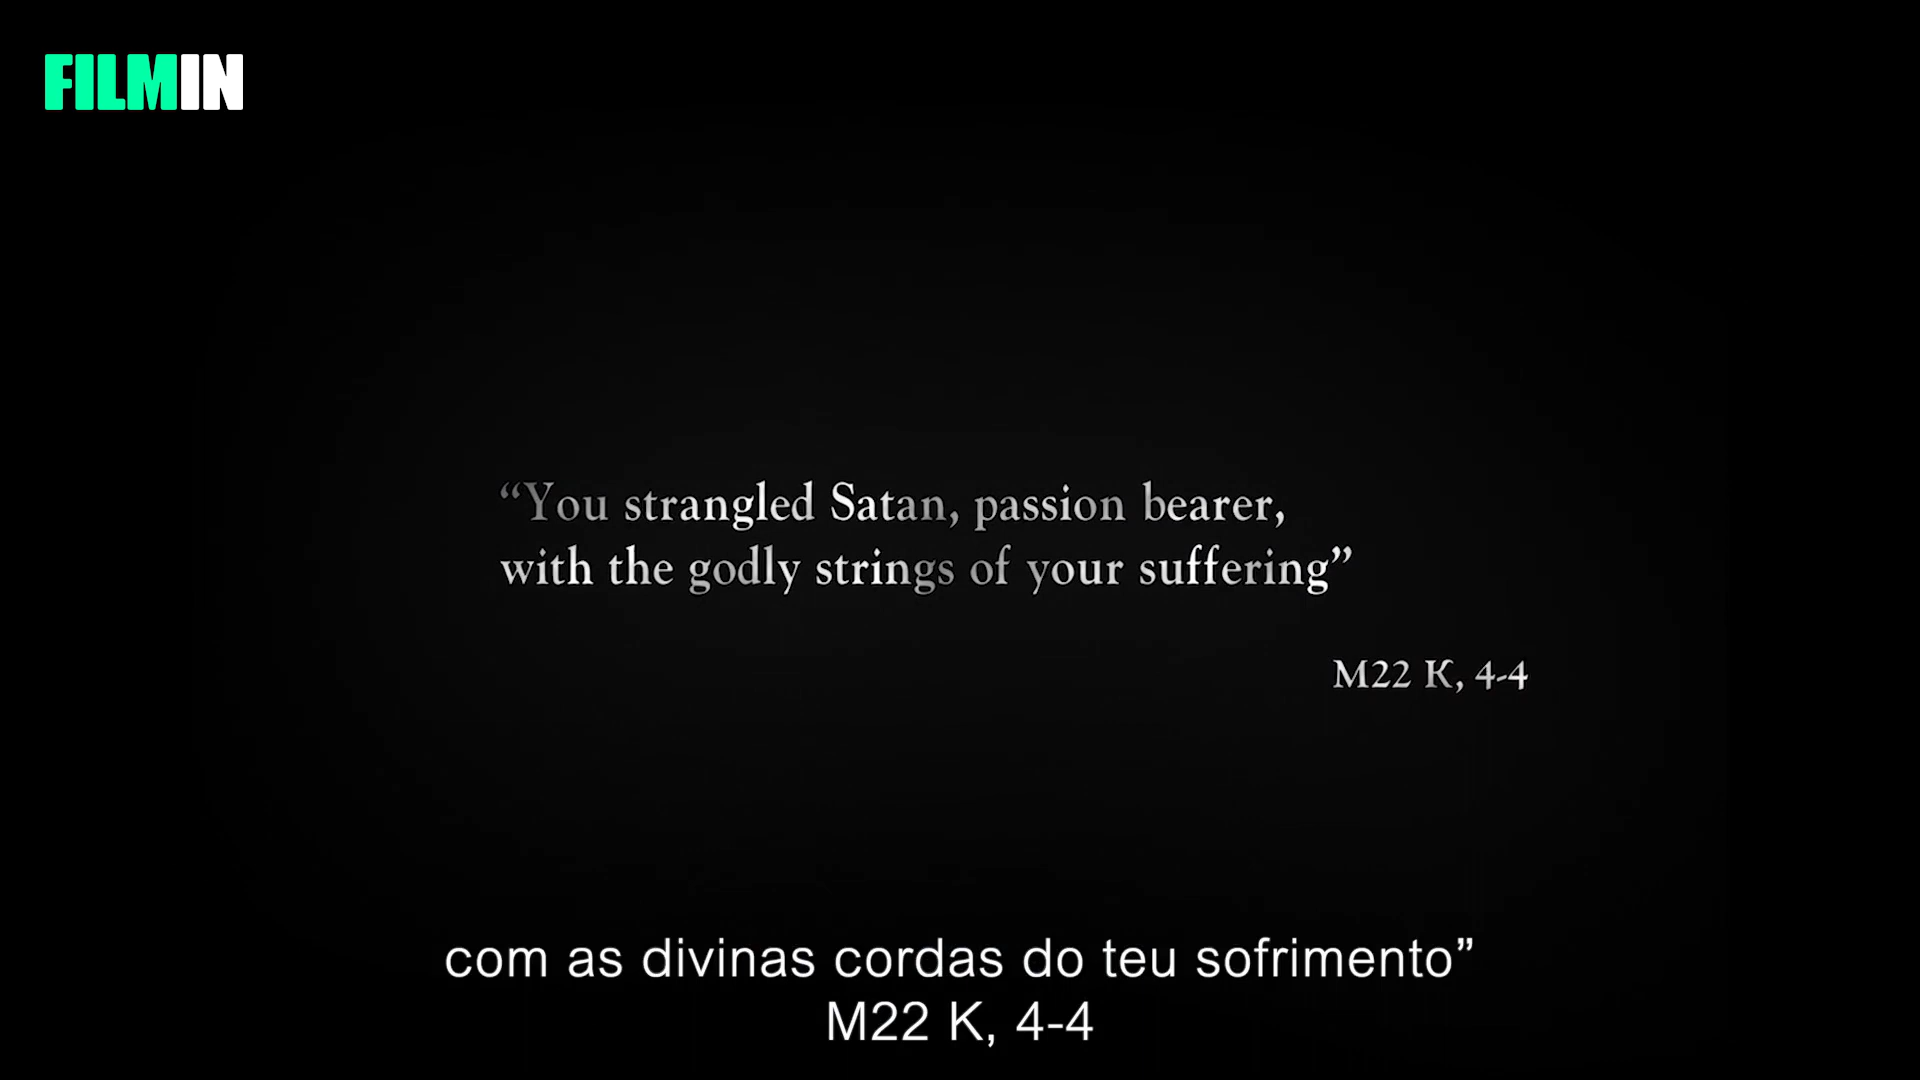 FILMIN
“You strangled Satan, passion bearer,
with the godly strings of your suffering”
M22 K, 4-4
com as divinas cordas do teu sofrimento”
M22 K, 4-4